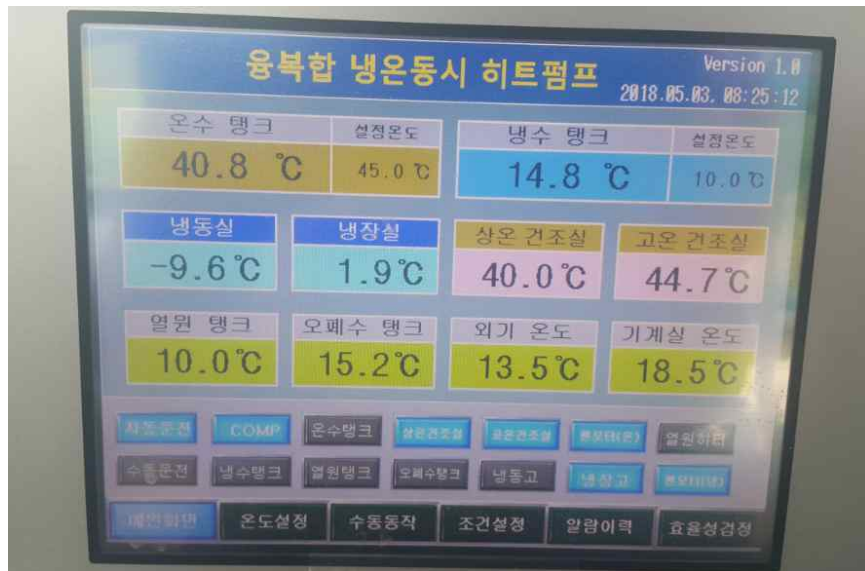 융복합 냉온동시 히트펌프
Version 1.0
2018.05.03. 08:25:12
온수 탱크 설정온도 냉수 탱크 설정온도
40.8 ℃ 45.0 ℃ 14.8 ℃ 10.0 ℃
냉동실 냉장실 상온 건조실 고온 건조실
-9.6℃ 1.9℃ 40.0℃ 44.7℃
열원 탱크 오폐수 탱크 외기 온도 기계실 온도
10.0℃ 15.2℃ 13.5℃ 18.5℃
자동운전 COMP 온수탱크 상온건조실 고온건조실 팬모터(온) 열원히터
수동운전 냉수탱크 열원탱크 오폐수탱크 냉동고 냉장고 팬모터(냉)
메인화면 온도설정 수동동작 조건설정 알람이력 효율성검정